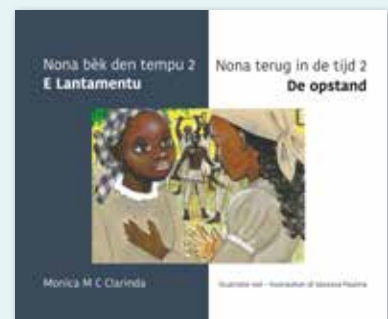 Nona bèk den tempu 2
E Lantamentu
Nona terug in de tijd 2
De opstand
Monica M C Clarinda